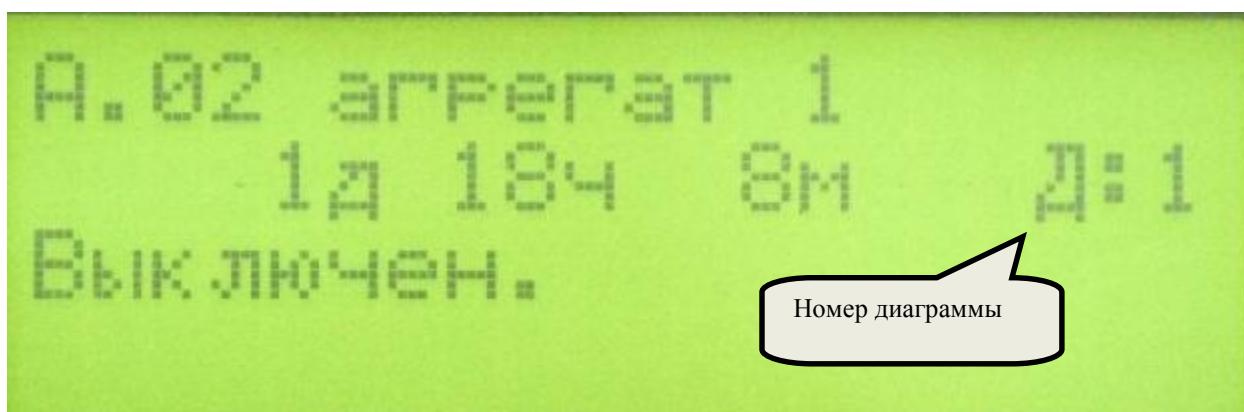 А.02 агрегат 1
1д 18ч 8м Д:1
Выключен.
Номер диаграммы